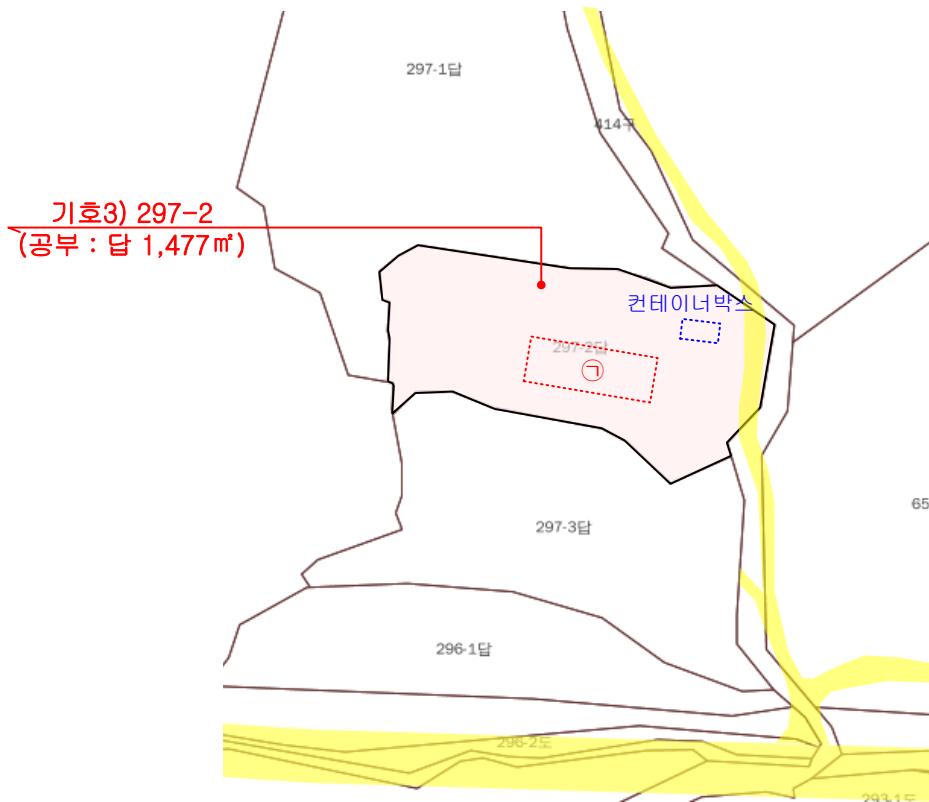 297-1답
414구
기호3) 297-2
(공부 : 답 1,477㎡)
컨테이너박스
297-2답
㉠
297-3답
65
296-1답
296-2도
293-1도